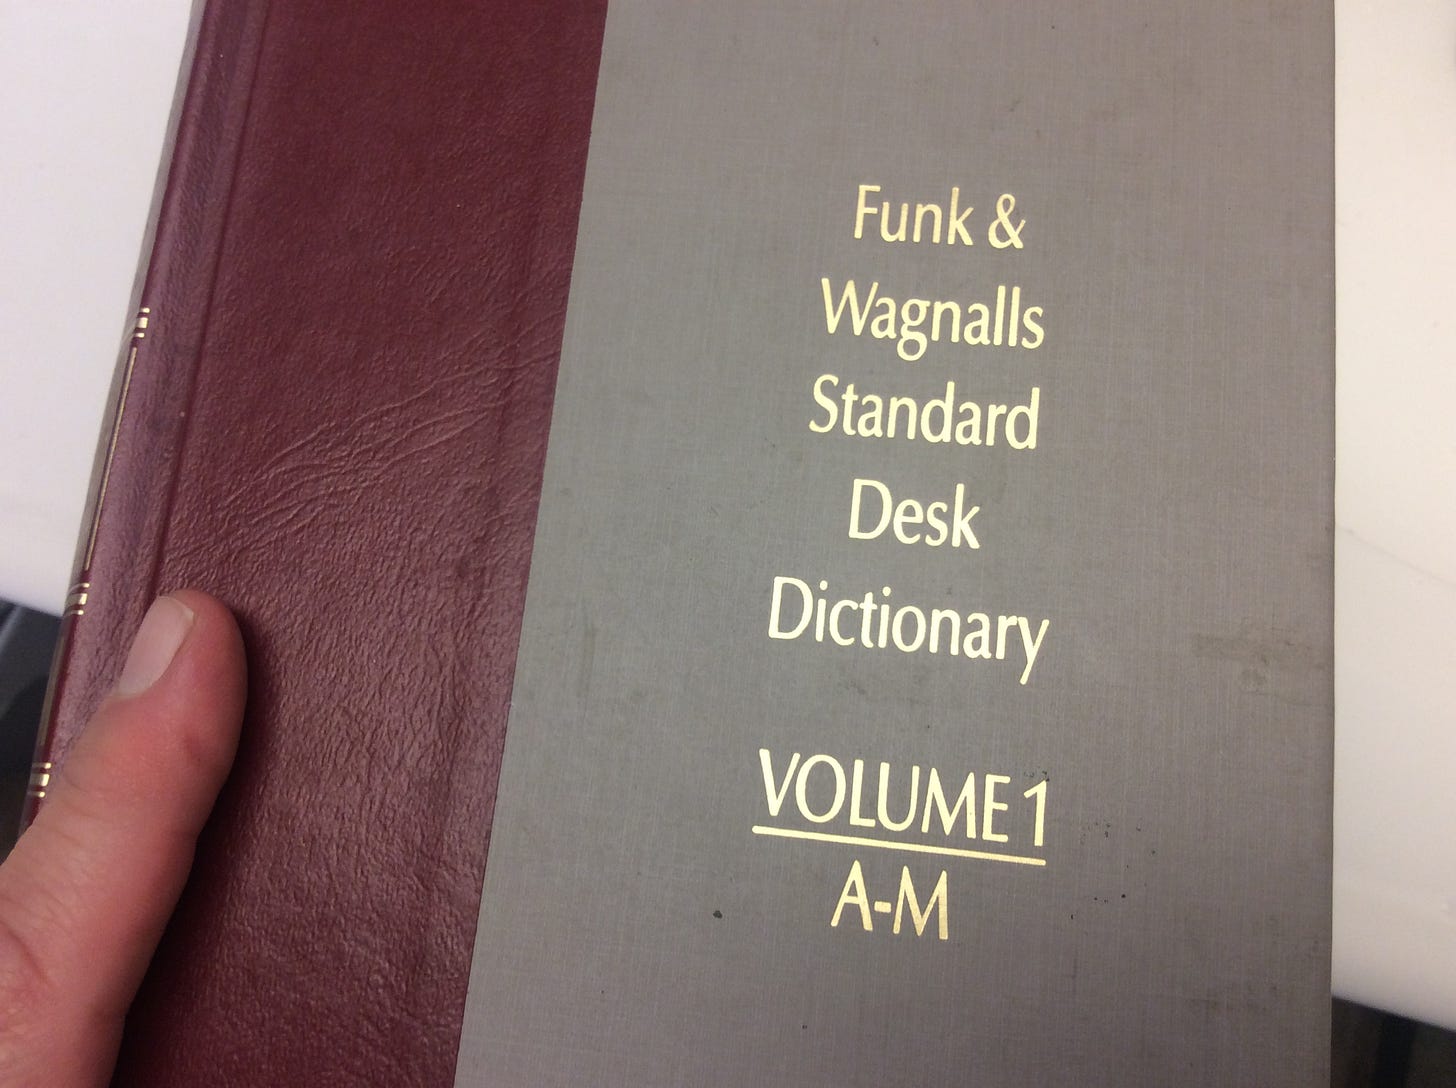 Funk &
Wagnalls
Standard
Desk
Dictionary
VOLUME 1
A-M